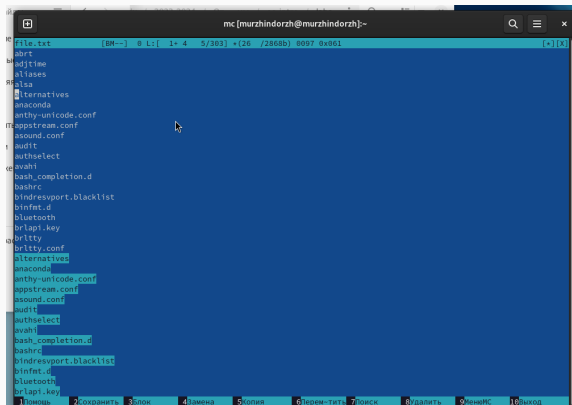 mc [murzhindorzh@murzhindorzh]:~
file.txt [BM--] 0 L:[ 1+ 4 5/303] *(26 /2868b) 0097 0x061 [*][X]
abrt
adjtime
aliases
alsa
alternatives
anaconda
anthy-unicode.conf
appstream.conf
asound.conf
audit
authselect
avahi
bash_completion.d
bashrc
bindresvport.blacklist
binfmt.d
bluetooth
brlapi.key
brltty
brltty.conf
alternatives
anaconda
anthy-unicode.conf
appstream.conf
asound.conf
audit
authselect
avahi
bash_completion.d
bashrc
bindresvport.blacklist
binfmt.d
bluetooth
brlapi.key
1Помощь 2Сохранить 3Блок 4Замена 5Копия 6Перем~тить 7Поиск 8Удалить 9МенюMC 10Выход